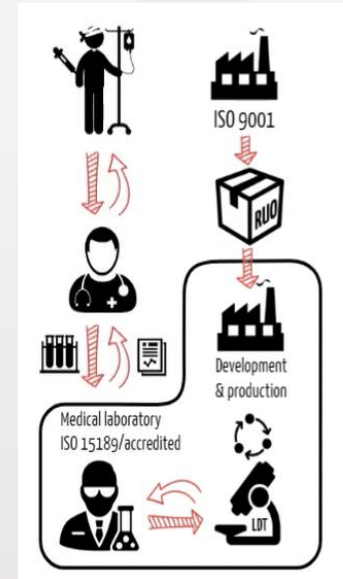 ISO 9001
RUO
Development
& production
Medical laboratory
ISO 15189/accredited
LDT